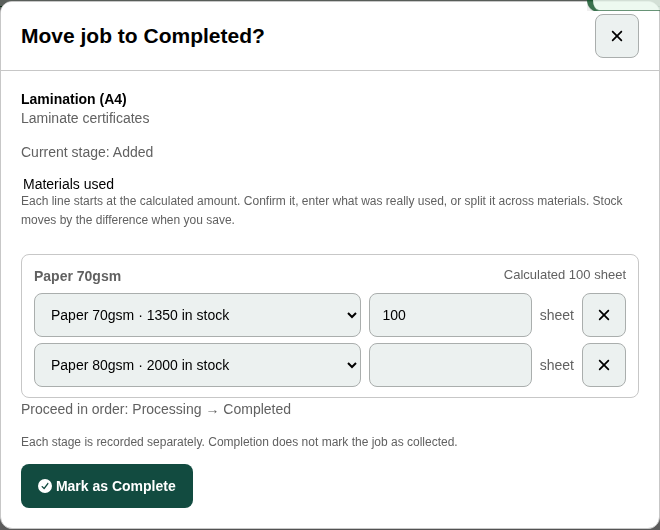 Move job to Completed?
Lamination (A4)
Laminate certificates
Current stage: Added
Materials used
Each line starts at the calculated amount. Confirm it, enter what was really used, or split it across materials. Stock
moves by the difference when you save.
Paper 70gsm Calculated 100 sheet
Paper 70gsm · 1350 in stock 100 sheet
Paper 80gsm · 2000 in stock sheet
Proceed in order: Processing → Completed
Each stage is recorded separately. Completion does not mark the job as collected.
Mark as Complete